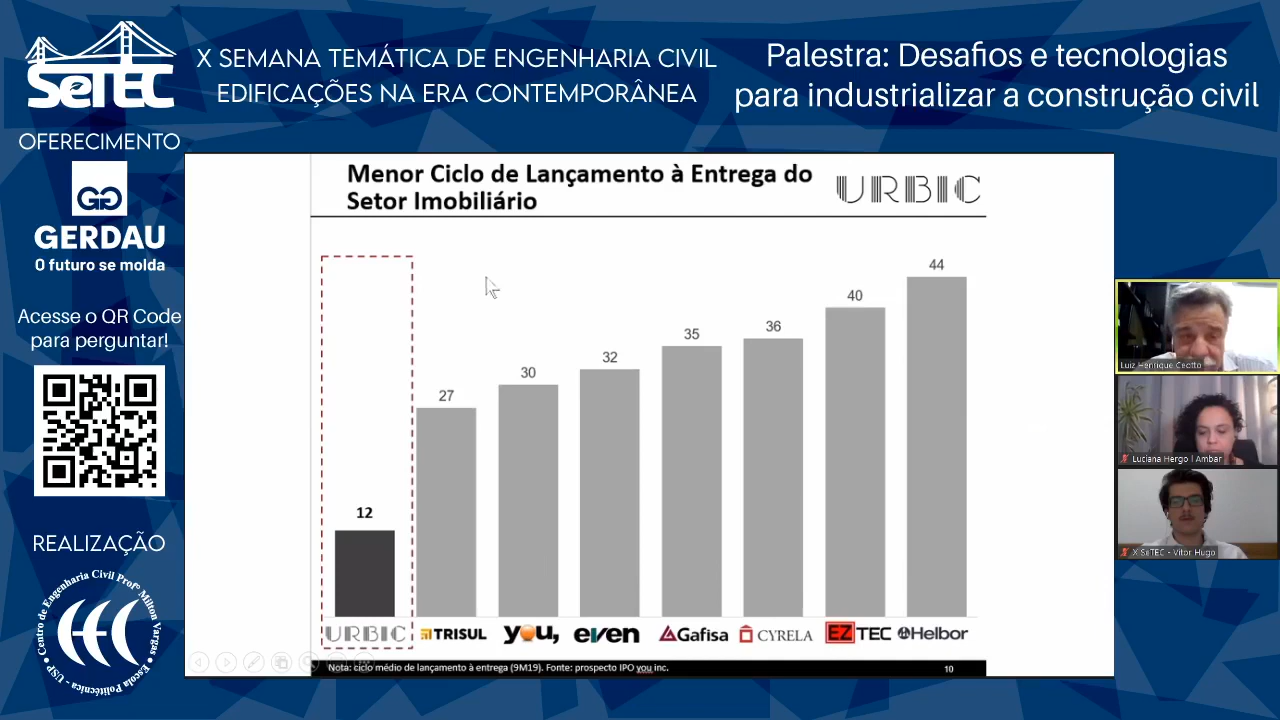 SeTEC
X SEMANA TEMÁTICA DE ENGENHARIA CIVIL
EDIFICAÇÕES NA ERA CONTEMPORÂNEA
Palestra: Desafios e tecnologias
para industrializar a construção civil
OFERECIMENTO
GERDAU
O futuro se molda
Acesse o QR Code
para perguntar!
REALIZAÇÃO
Centro de Engenharia Civil Profº Milton Vargas - Escola Politécnica - USP -
Menor Ciclo de Lançamento à Entrega do
Setor Imobiliário
URBIC
12
27
30
32
35
36
40
44
URBIC
TRISUL
you,
even
Gafisa
CYRELA
EZTEC
Helbor
Nota: ciclo médio de lançamento à entrega (9M19). Fonte: prospecto IPO you inc.
10
Luiz Henrique Ceotto
Luciana Hergo | Ambar
X SeTEC - Vitor Hugo